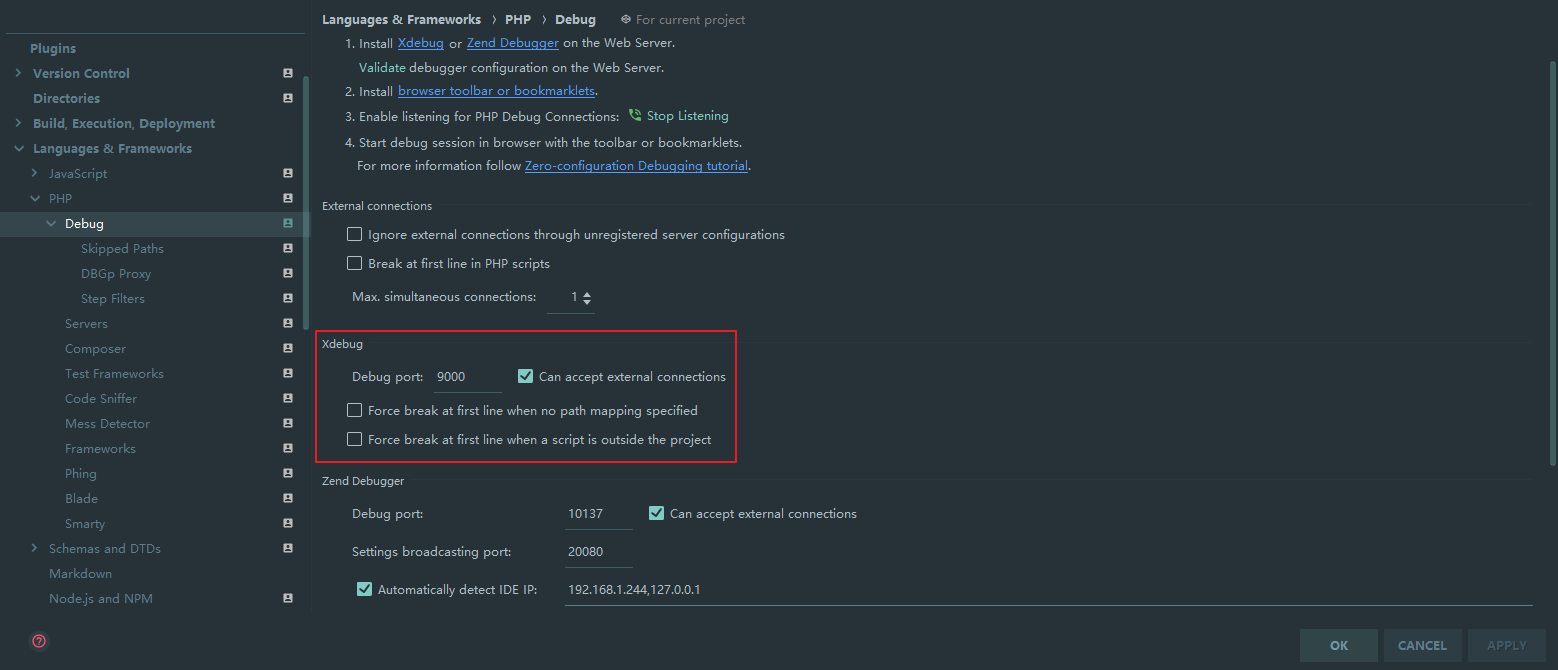 Plugins
Version Control
Directories
Build, Execution, Deployment
Languages & Frameworks
JavaScript
PHP
Debug
Skipped Paths
DBGp Proxy
Step Filters
Servers
Composer
Test Frameworks
Code Sniffer
Mess Detector
Frameworks
Phing
Blade
Smarty
Schemas and DTDs
Markdown
Node.js and NPM
Languages & Frameworks › PHP › Debug For current project
1. Install Xdebug or Zend Debugger on the Web Server.
Validate debugger configuration on the Web Server.
2. Install browser toolbar or bookmarklets.
3. Enable listening for PHP Debug Connections: Stop Listening
4. Start debug session in browser with the toolbar or bookmarklets.
For more information follow Zero-configuration Debugging tutorial.
External connections
Ignore external connections through unregistered server configurations
Break at first line in PHP scripts
Max. simultaneous connections: 1
Xdebug
Debug port: 9000 Can accept external connections
Force break at first line when no path mapping specified
Force break at first line when a script is outside the project
Zend Debugger
Debug port: 10137 Can accept external connections
Settings broadcasting port: 20080
Automatically detect IDE IP: 192.168.1.244,127.0.0.1
?
OK CANCEL APPLY